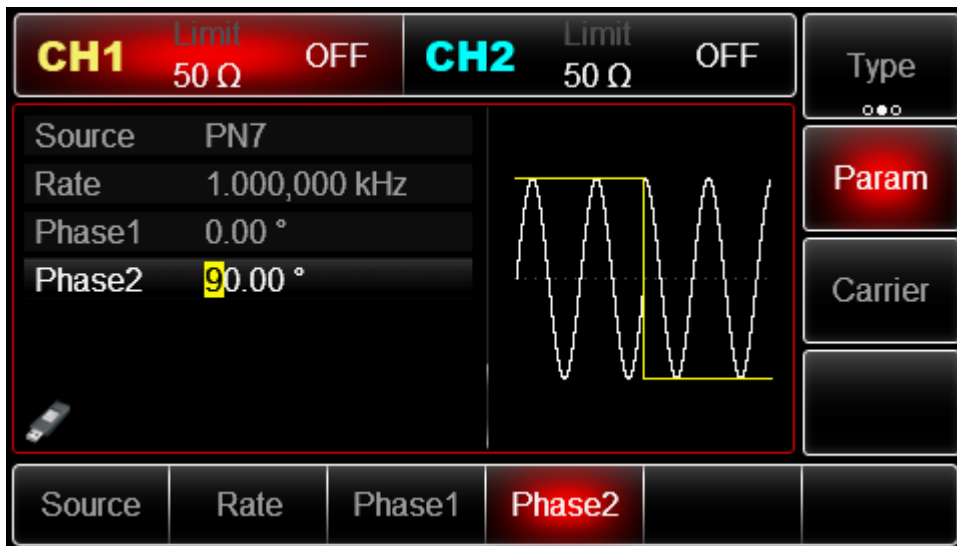 CH1 Limit 50 Ω OFF
CH2 Limit 50 Ω OFF
Type
Source PN7
Rate 1.000,000 kHz
Phase1 0.00 °
Phase2 90.00 °
Param
Carrier
Source Rate Phase1 Phase2